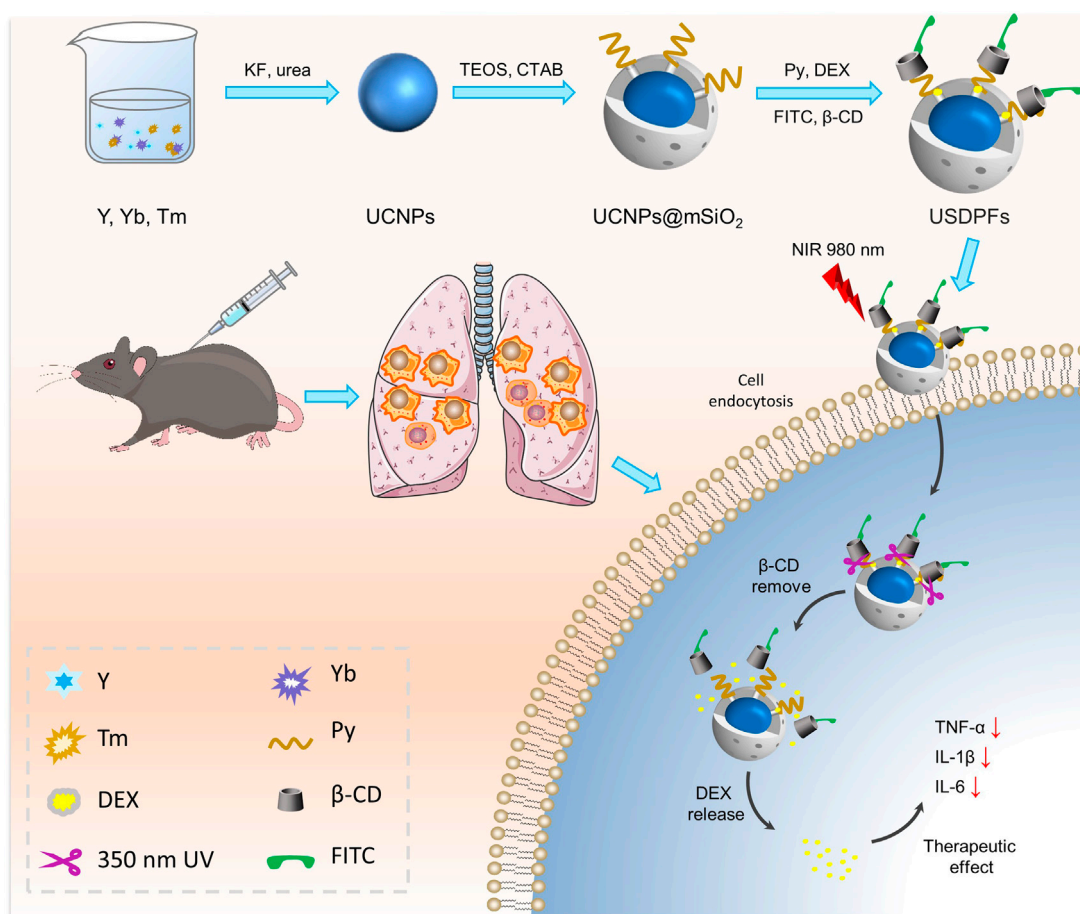 KF, urea
TEOS, CTAB
Py, DEX
FITC, β-CD
Y, Yb, Tm
UCNPs
UCNPs@mSiO₂
USDPFs
NIR 980 nm
Cell
endocytosis
β-CD
remove
DEX
release
TNF-α ↓
IL-1β ↓
IL-6 ↓
Therapeutic
effect
Y
Yb
Tm
Py
DEX
β-CD
350 nm UV
FITC